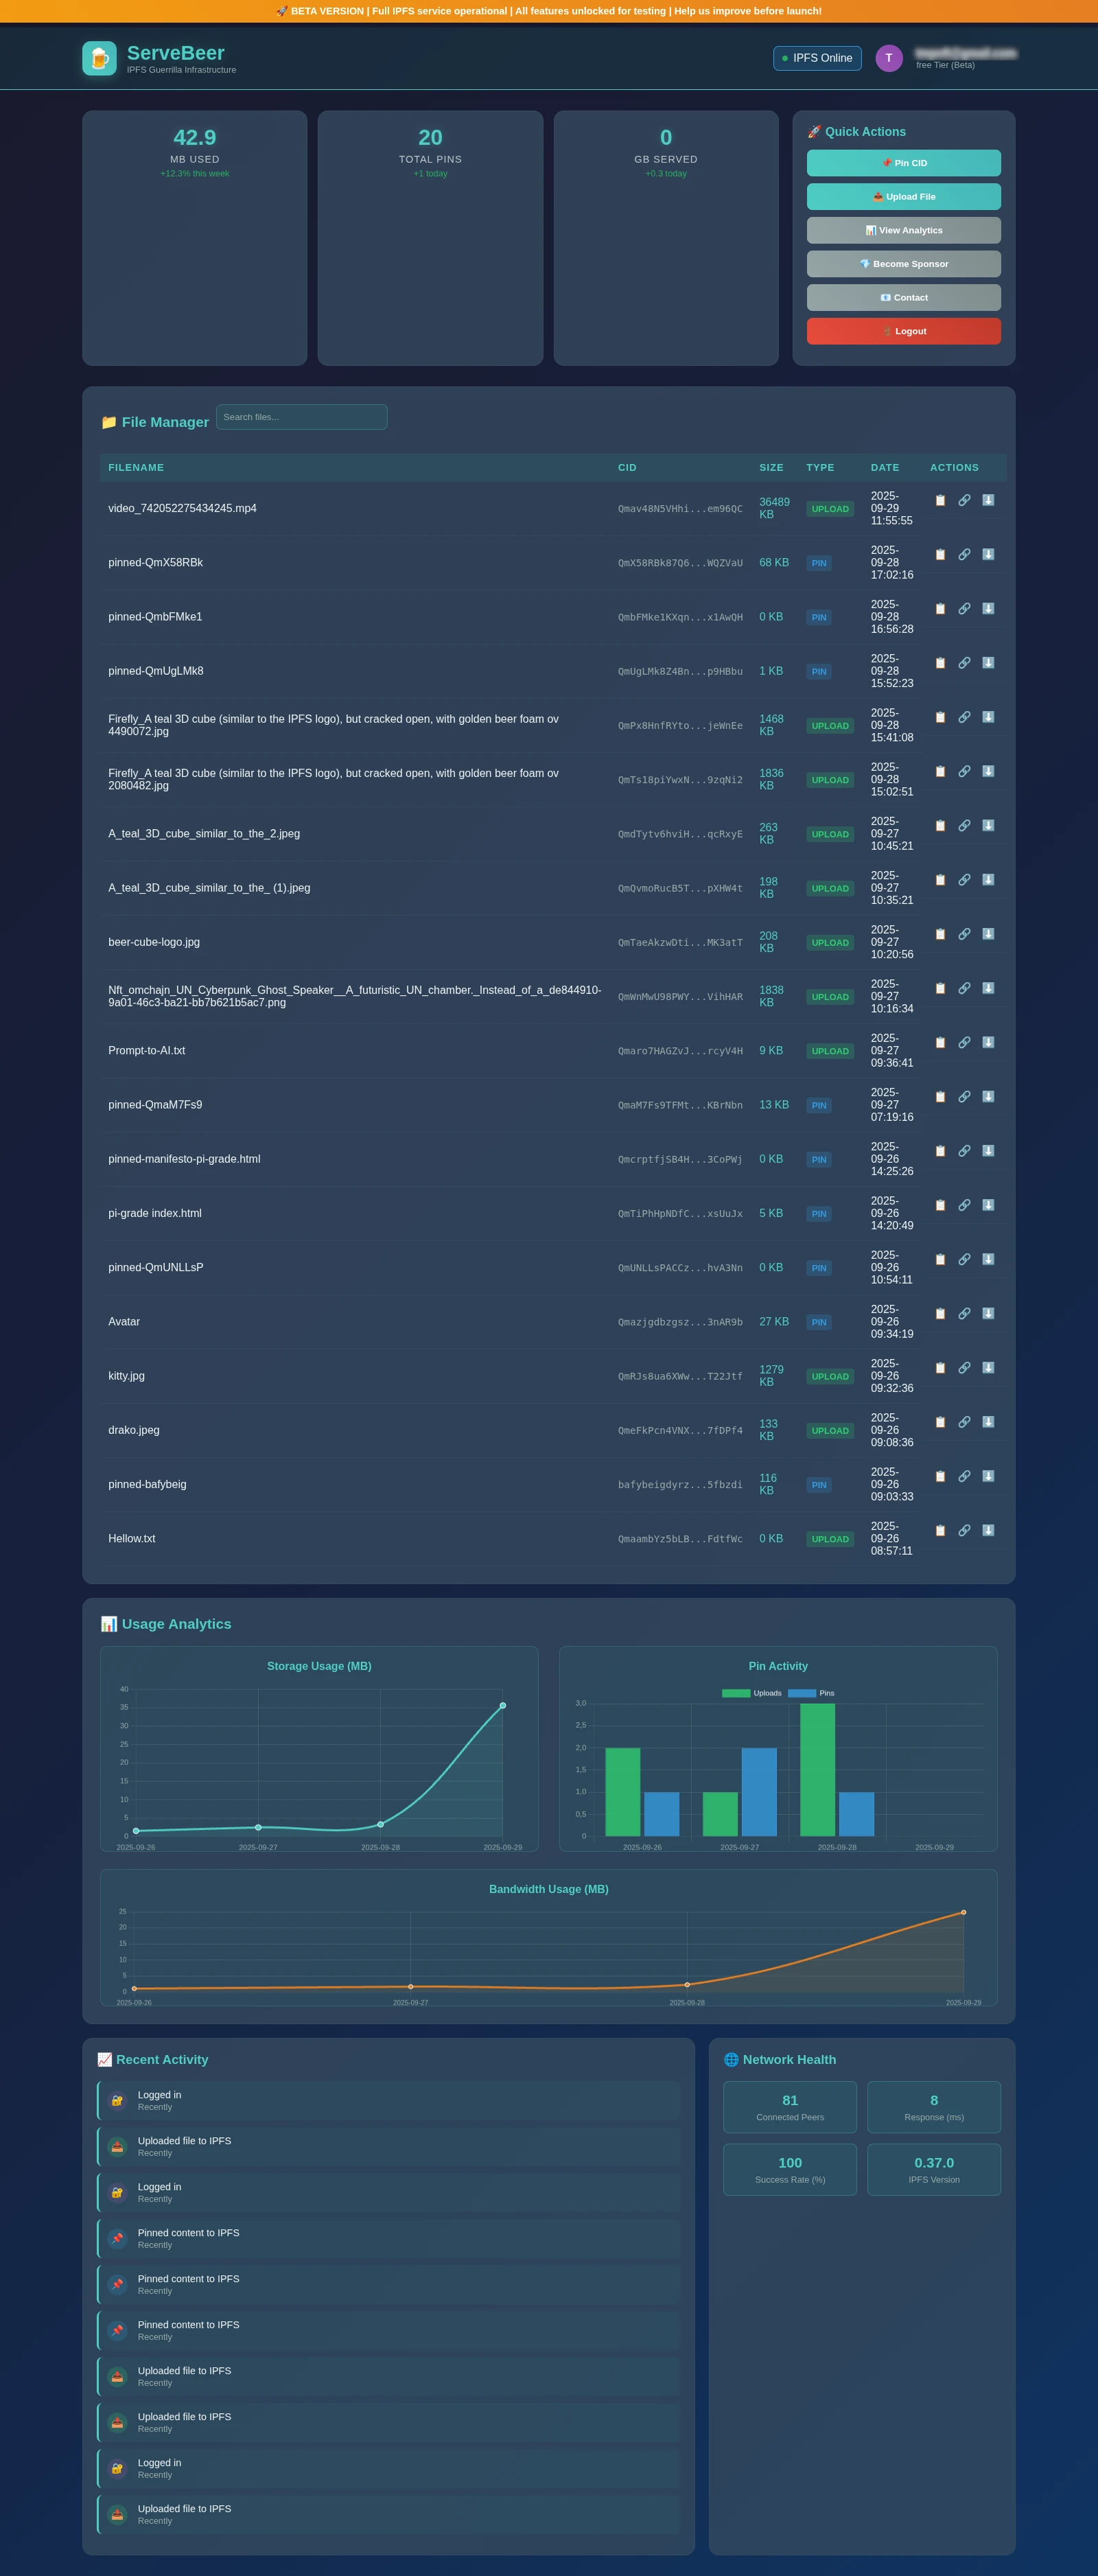 🚀 BETA VERSION | Full IPFS service operational | All features unlocked for testing | Help us improve before launch!
ServeBeer
IPFS Guerrilla Infrastructure
IPFS Online
T
free Tier (Beta)
42.9
MB USED
+12.3% this week
20
TOTAL PINS
+1 today
0
GB SERVED
+0.3 today
🚀 Quick Actions
📌 Pin CID
📤 Upload File
📊 View Analytics
💎 Become Sponsor
📧 Contact
Logout
📁 File Manager
Search files...
FILENAME CID SIZE TYPE DATE ACTIONS
video_742052275434245.mp4 Qmav48N5VHhi...em96QC 36489 KB UPLOAD 2025-09-29 11:55:55
pinned-QmX58RBk QmX58RBk87Q6...WQZVaU 68 KB PIN 2025-09-28 17:02:16
pinned-QmbFMke1 QmbFMke1KXqn...x1AwQH 0 KB PIN 2025-09-28 16:56:28
pinned-QmUgLMk8 QmUgLMk8Z4Bn...p9HBbu 1 KB PIN 2025-09-28 15:52:23
Firefly_A teal 3D cube (similar to the IPFS logo), but cracked open, with golden beer foam ov 4490072.jpg QmPx8HnfRYto...jeWnEe 1468 KB UPLOAD 2025-09-28 15:41:08
Firefly_A teal 3D cube (similar to the IPFS logo), but cracked open, with golden beer foam ov 2080482.jpg QmTs18piYwxN...9zqNi2 1836 KB UPLOAD 2025-09-28 15:02:51
A_teal_3D_cube_similar_to_the_2.jpeg QmdTytv6hviH...qcRxyE 263 KB UPLOAD 2025-09-27 10:45:21
A_teal_3D_cube_similar_to_the_ (1).jpeg QmQvmoRucB5T...pXHW4t 198 KB UPLOAD 2025-09-27 10:35:21
beer-cube-logo.jpg QmTaeAkzwDti...MK3atT 208 KB UPLOAD 2025-09-27 10:20:56
Nft_omchajn_UN_Cyberpunk_Ghost_Speaker__A_futuristic_UN_chamber._Instead_of_a_de844910-9a01-46c3-ba21-bb7b621b5ac7.png QmWnMwU98PWY...VihHAR 1838 KB UPLOAD 2025-09-27 10:16:34
Prompt-to-AI.txt Qmaro7HAGZvJ...rcyV4H 9 KB UPLOAD 2025-09-27 09:36:41
pinned-QmaM7Fs9 QmaM7Fs9TFMt...KBrNbn 13 KB PIN 2025-09-27 07:19:16
pinned-manifesto-pi-grade.html QmcrptfjSB4H...3CoPWj 0 KB PIN 2025-09-26 14:25:26
pi-grade index.html QmTiPhHpNDfC...xsUuJx 5 KB PIN 2025-09-26 14:20:49
pinned-QmUNLLsP QmUNLLsPACCz...hvA3Nn 0 KB PIN 2025-09-26 10:54:11
Avatar Qmazjgdbzgsz...3nAR9b 27 KB PIN 2025-09-26 09:34:19
kitty.jpg QmRJs8ua6XWw...T22Jtf 1279 KB UPLOAD 2025-09-26 09:32:36
drako.jpeg QmeFkPcn4VNX...7fDPf4 133 KB UPLOAD 2025-09-26 09:08:36
pinned-bafybeig bafybeigdyrz...5fbzdi 116 KB PIN 2025-09-26 09:03:33
Hellow.txt QmaambYz5bLB...FdtfWc 0 KB UPLOAD 2025-09-26 08:57:11
📊 Usage Analytics
Storage Usage (MB)
40
35
30
25
20
15
10
5
0
2025-09-26 2025-09-27 2025-09-28 2025-09-29
Pin Activity
Uploads Pins
3,0
2,5
2,0
1,5
1,0
0,5
0
2025-09-26 2025-09-27 2025-09-28 2025-09-29
Bandwidth Usage (MB)
25
20
15
10
5
0
2025-09-26 2025-09-27 2025-09-28 2025-09-29
📈 Recent Activity
Logged in
Recently
Uploaded file to IPFS
Recently
Logged in
Recently
Pinned content to IPFS
Recently
Pinned content to IPFS
Recently
Pinned content to IPFS
Recently
Uploaded file to IPFS
Recently
Uploaded file to IPFS
Recently
Logged in
Recently
Uploaded file to IPFS
Recently
🌐 Network Health
81
Connected Peers
8
Response (ms)
100
Success Rate (%)
0.37.0
IPFS Version